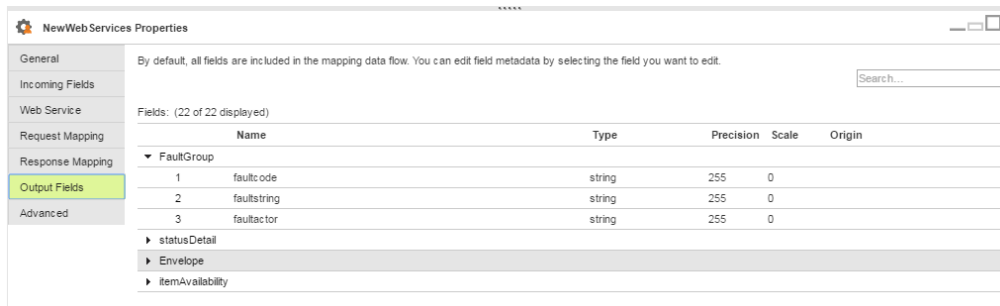 NewWebServices Properties
General
Incoming Fields
Web Service
Request Mapping
Response Mapping
Output Fields
Advanced
By default, all fields are included in the mapping data flow. You can edit field metadata by selecting the field you want to edit.
Search...
Fields: (22 of 22 displayed)
Name Type Precision Scale Origin
FaultGroup
1 faultcode string 255 0
2 faultstring string 255 0
3 faultactor string 255 0
statusDetail
Envelope
itemAvailability